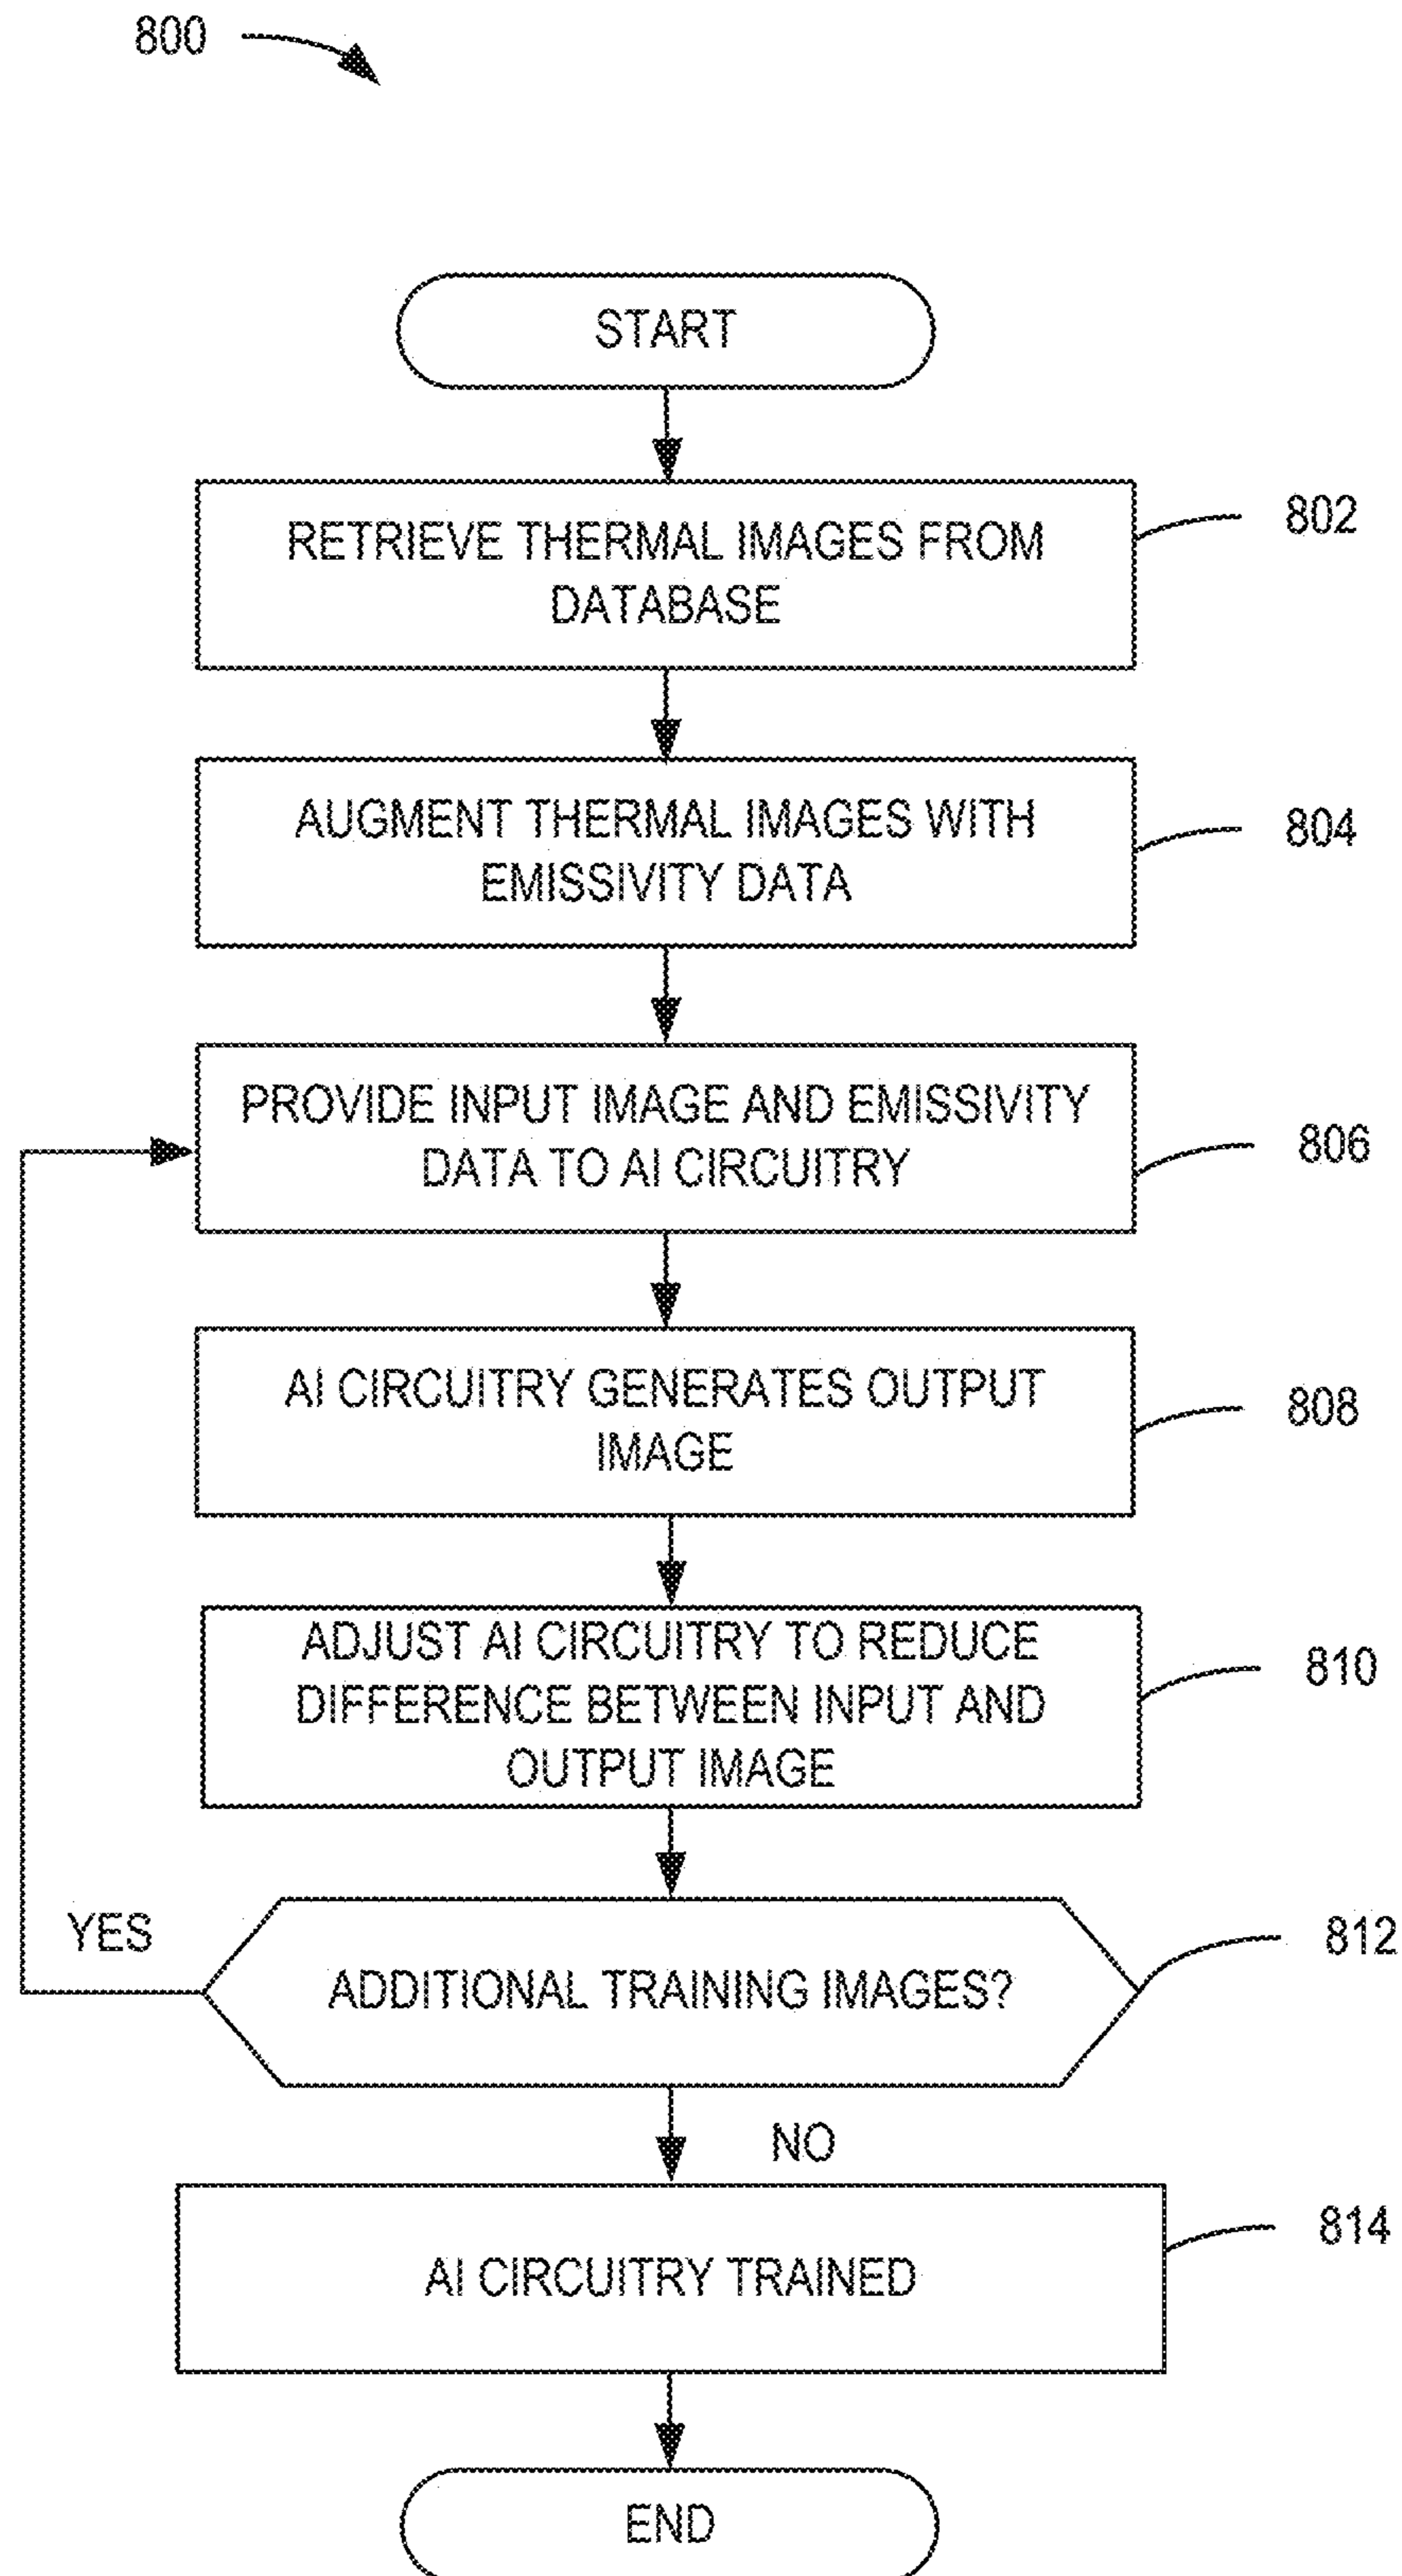 800
START
RETRIEVE THERMAL IMAGES FROM
DATABASE
802
AUGMENT THERMAL IMAGES WITH
EMISSIVITY DATA
804
PROVIDE INPUT IMAGE AND EMISSIVITY
DATA TO AI CIRCUITRY
806
AI CIRCUITRY GENERATES OUTPUT
IMAGE
808
ADJUST AI CIRCUITRY TO REDUCE
DIFFERENCE BETWEEN INPUT AND
OUTPUT IMAGE
810
YES
ADDITIONAL TRAINING IMAGES?
812
NO
AI CIRCUITRY TRAINED
814
END